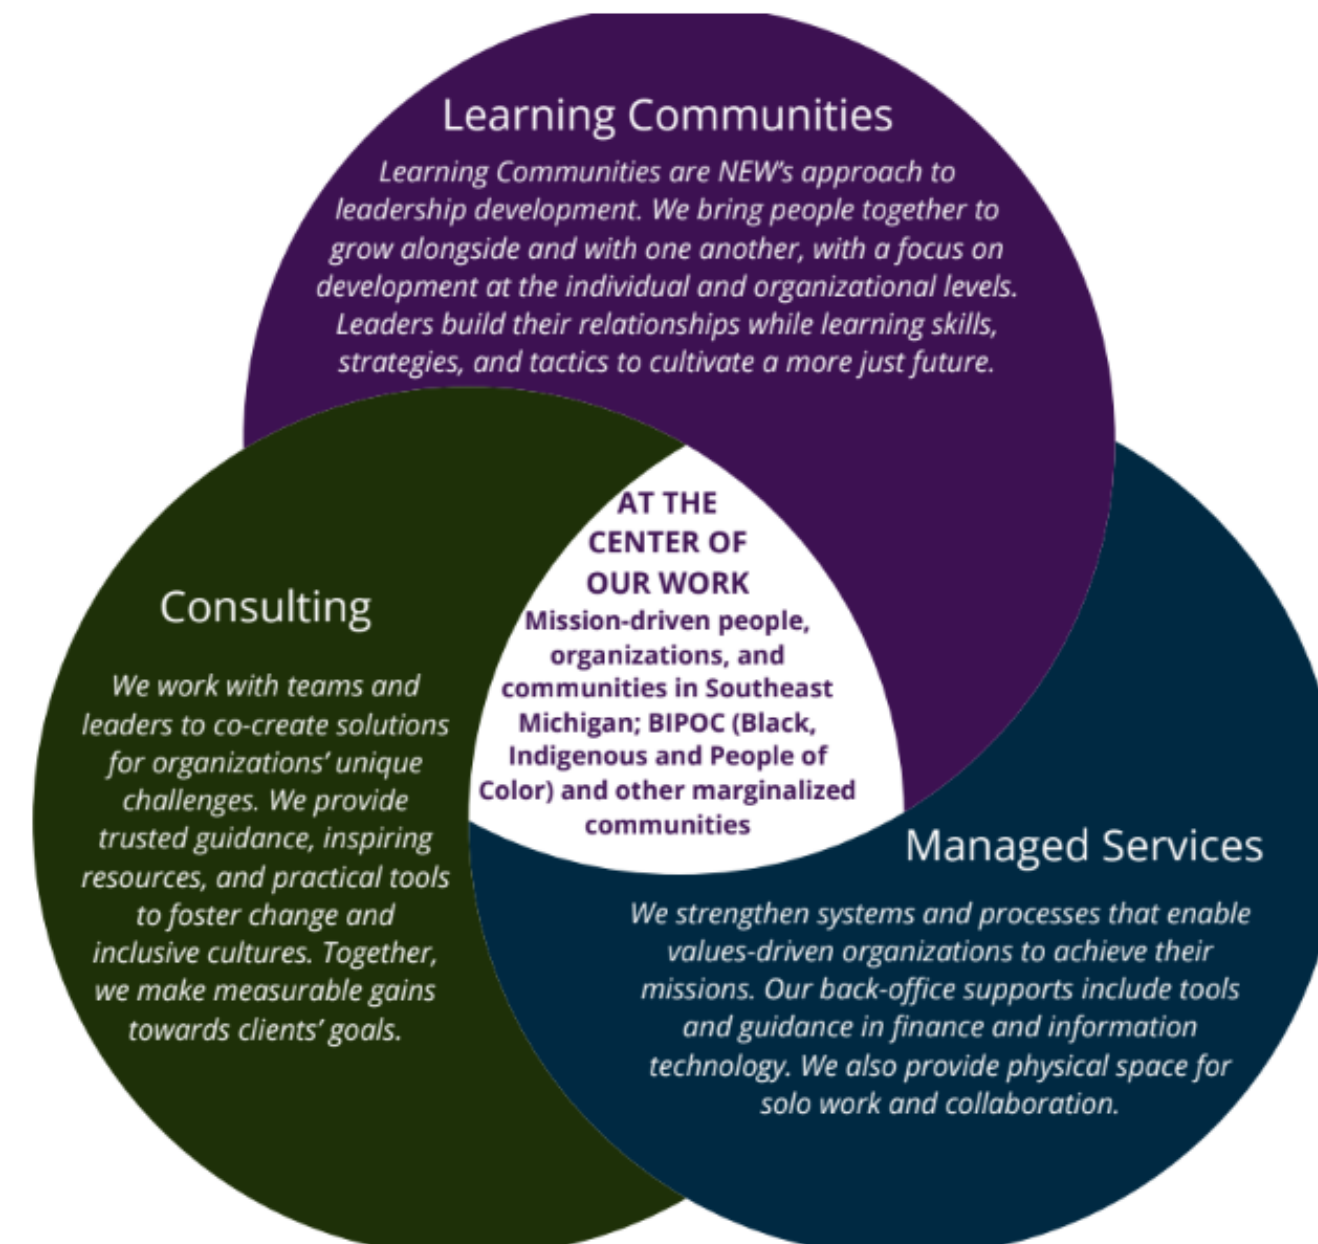 Learning Communities
Learning Communities are NEW's approach to
leadership development. We bring people together to
grow alongside and with one another, with a focus on
development at the individual and organizational levels.
Leaders build their relationships while learning skills,
strategies, and tactics to cultivate a more just future.
AT THE
CENTER OF
OUR WORK
Mission-driven people,
organizations, and
communities in Southeast
Michigan; BIPOC (Black,
Indigenous and People of
Color) and other marginalized
communities
Consulting
We work with teams and
leaders to co-create solutions
for organizations' unique
challenges. We provide
trusted guidance, inspiring
resources, and practical tools
to foster change and
inclusive cultures. Together,
we make measurable gains
towards clients' goals.
Managed Services
We strengthen systems and processes that enable
values-driven organizations to achieve their
missions. Our back-office supports include tools
and guidance in finance and information
technology. We also provide physical space for
solo work and collaboration.